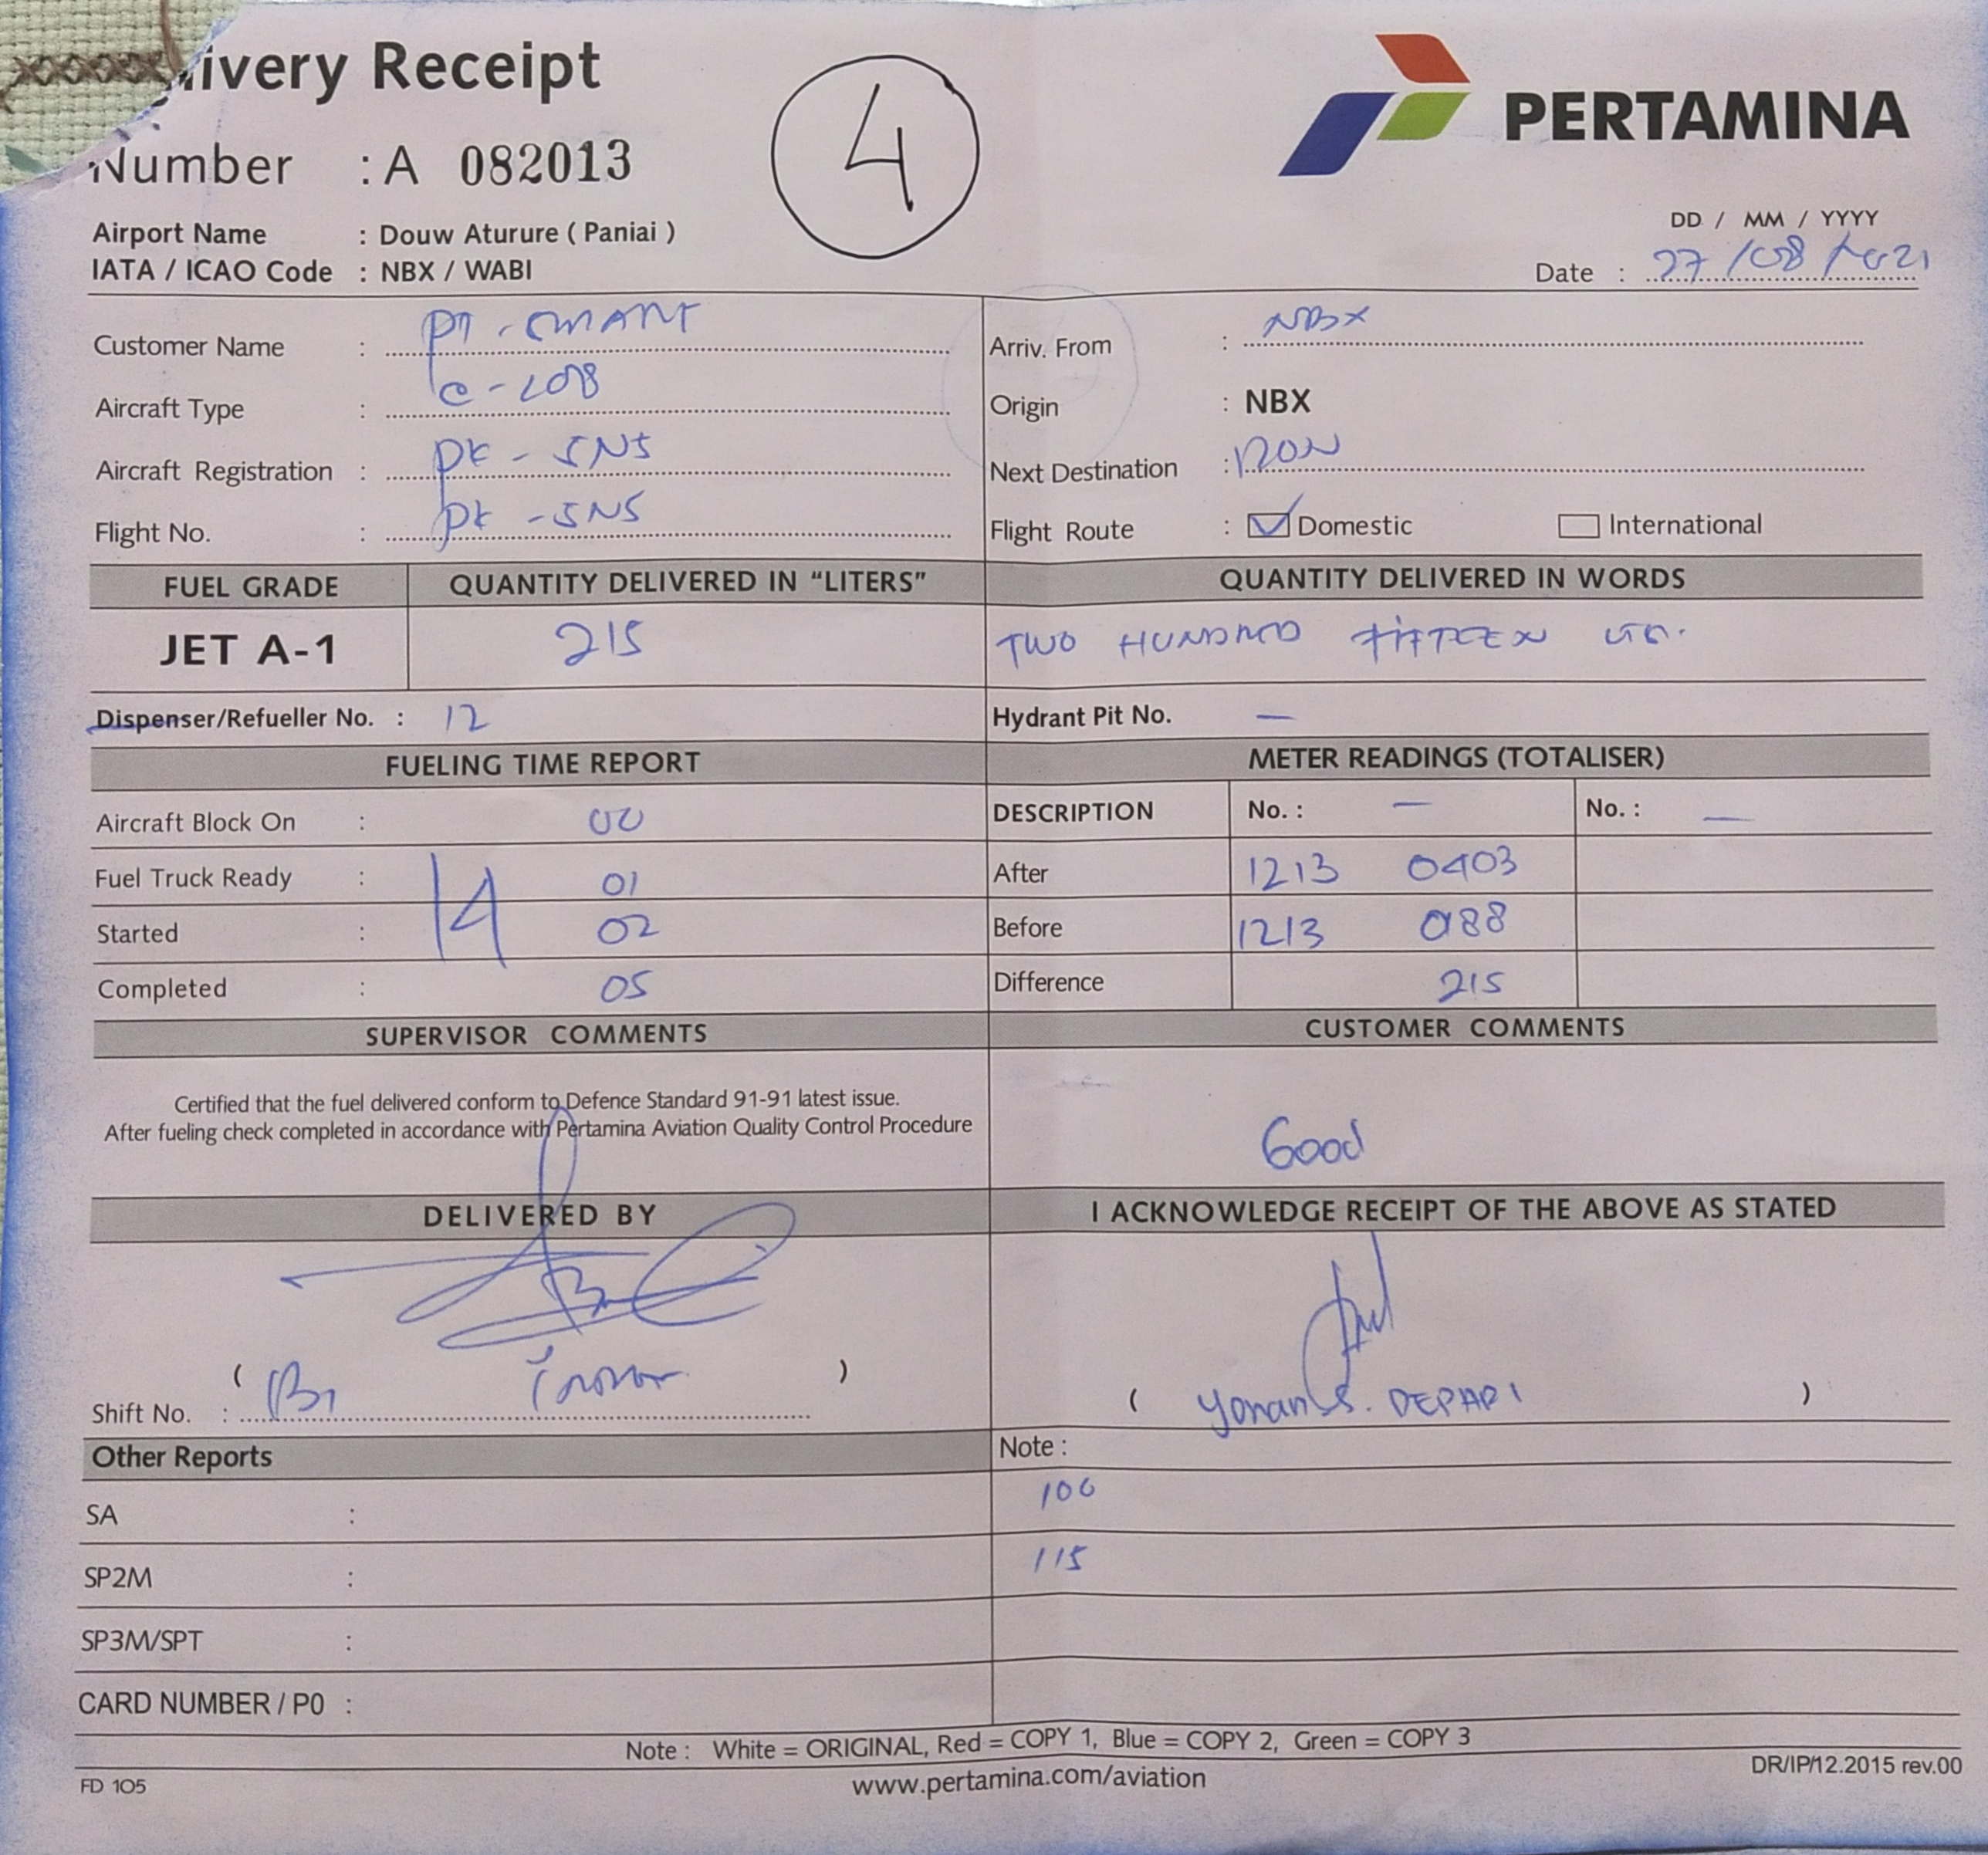 ivery Receipt
4
PERTAMINA
Number : A 082013
Airport Name : Douw Aturure ( Paniai )
IATA / ICAO Code : NBX / WABI
DD / MM / YYYY
Date : 27/08/2021
Customer Name : PT. SMART
Aircraft Type : C-208
Aircraft Registration : PK-SNS
Flight No. : PK-SNS
Arriv. From : NBX
Origin : NBX
Next Destination : RON
Flight Route : Domestic International
FUEL GRADE QUANTITY DELIVERED IN “LITERS” QUANTITY DELIVERED IN WORDS
JET A-1 215 TWO HUNDRED FIFTEEN LTR.
Dispenser/Refueller No. : 12 Hydrant Pit No. —
FUELING TIME REPORT
Aircraft Block On : 00
Fuel Truck Ready : 14 01
Started : 02
Completed : 05
METER READINGS (TOTALISER)
DESCRIPTION No. : — No. : —
After 1213 0403
Before 1213 0188
Difference 215
SUPERVISOR COMMENTS
Certified that the fuel delivered conform to Defence Standard 91-91 latest issue.
After fueling check completed in accordance with Pertamina Aviation Quality Control Procedure
CUSTOMER COMMENTS
Good
DELIVERED BY
( )
Shift No. :
I ACKNOWLEDGE RECEIPT OF THE ABOVE AS STATED
( Yonan S. DEPARI )
Other Reports
SA :
SP2M :
SP3M/SPT :
CARD NUMBER / P0 :
Note :
100
115
Note : White = ORIGINAL, Red = COPY 1, Blue = COPY 2, Green = COPY 3
FD 105
www.pertamina.com/aviation
DR/IP/12.2015 rev.00